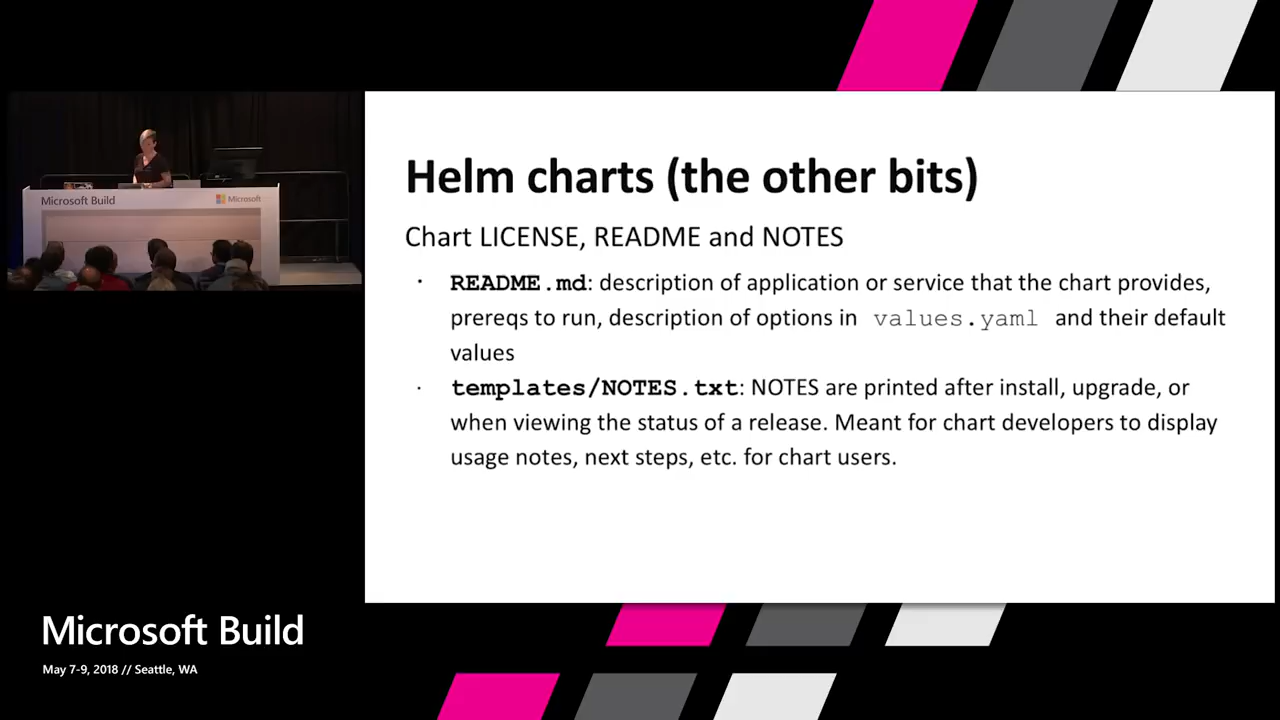 Microsoft Build
Microsoft
Helm charts (the other bits)
Chart LICENSE, README and NOTES
· README.md: description of application or service that the chart provides,
prereqs to run, description of options in values.yaml and their default
values
· templates/NOTES.txt: NOTES are printed after install, upgrade, or
when viewing the status of a release. Meant for chart developers to display
usage notes, next steps, etc. for chart users.
Microsoft Build
May 7-9, 2018 // Seattle, WA